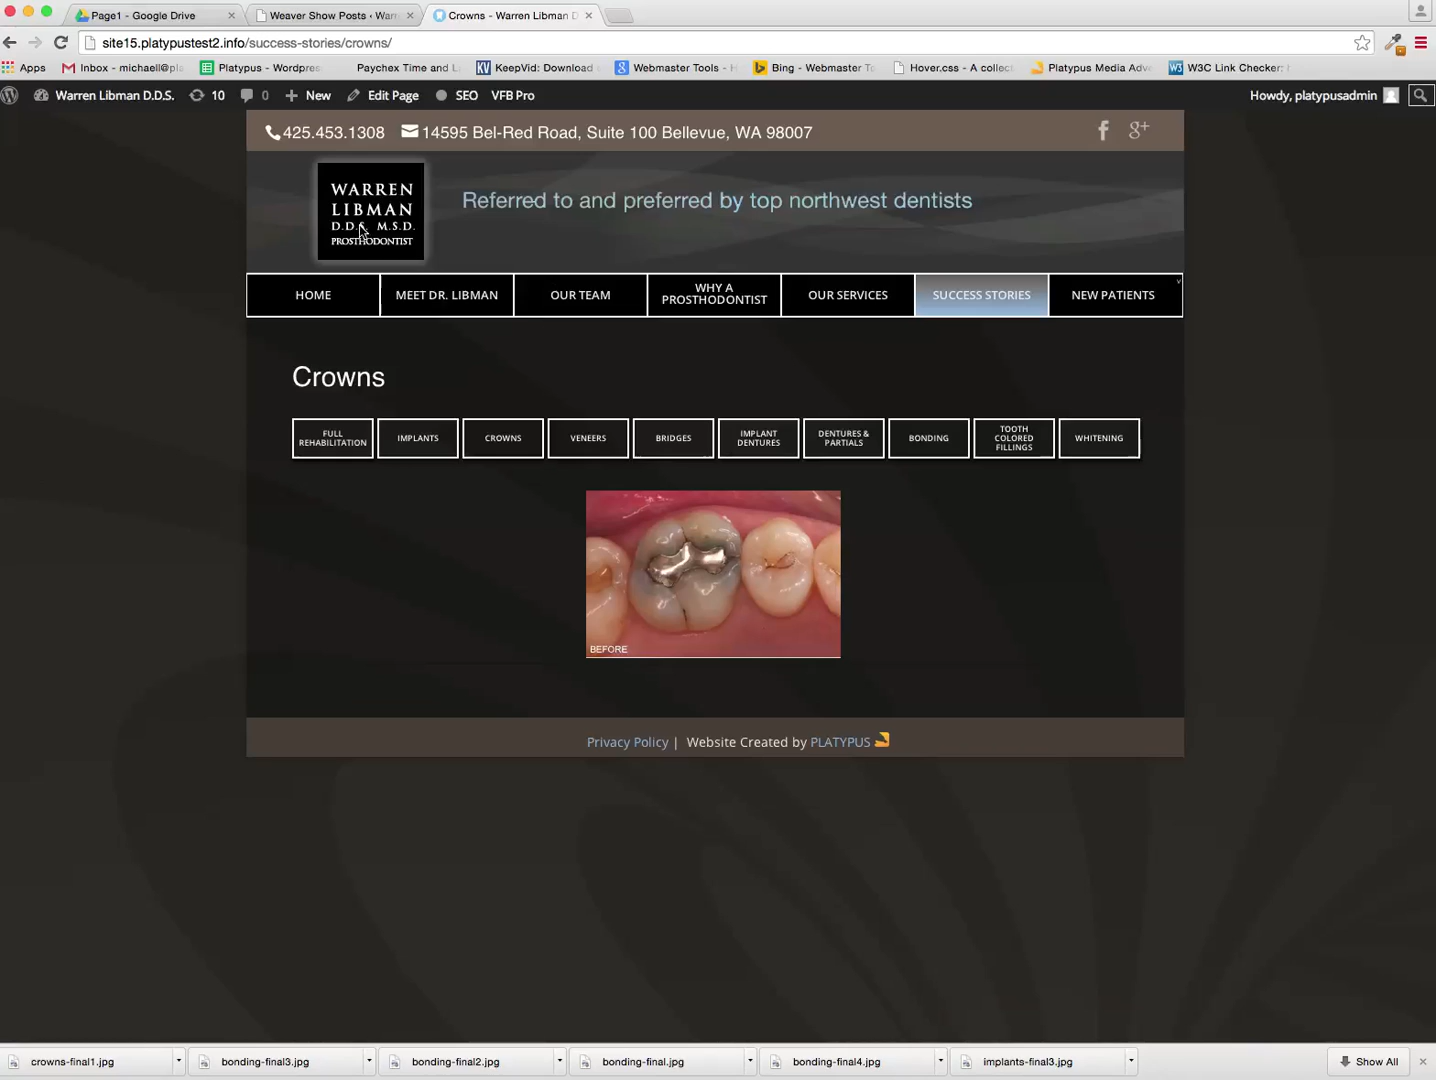 Page1 - Google Drive
Weaver Show Posts ‹ War
Crowns - Warren Libman D
site15.platypustest2.info/success-stories/crowns/
Apps
Inbox - michaell@pl
Platypus - Wordpres
Paychex Time and L
KV
KeepVid: Download
8
Webmaster Tools - H
Bing - Webmaster To
Hover.css - A collect
Platypus Media Adv
W3
W3C Link Checker:
Warren Libman D.D.S.
10
0
New
Edit Page
SEO
VFB Pro
Howdy, platypusadmin
425.453.1308
14595 Bel-Red Road, Suite 100 Bellevue, WA 98007
f
g+
WARREN
LIBMAN
D.D.S. M.S.D.
PROSTHODONTIST
Referred to and preferred by top northwest dentists
HOME
MEET DR. LIBMAN
OUR TEAM
WHY A
PROSTHODONTIST
OUR SERVICES
SUCCESS STORIES
NEW PATIENTS
Crowns
FULL
REHABILITATION
IMPLANTS
CROWNS
VENEERS
BRIDGES
IMPLANT
DENTURES
DENTURES &
PARTIALS
BONDING
TOOTH
COLORED
FILLINGS
WHITENING
BEFORE
Privacy Policy | Website Created by PLATYPUS
crowns-final1.jpg
bonding-final3.jpg
bonding-final2.jpg
bonding-final.jpg
bonding-final4.jpg
implants-final3.jpg
Show All